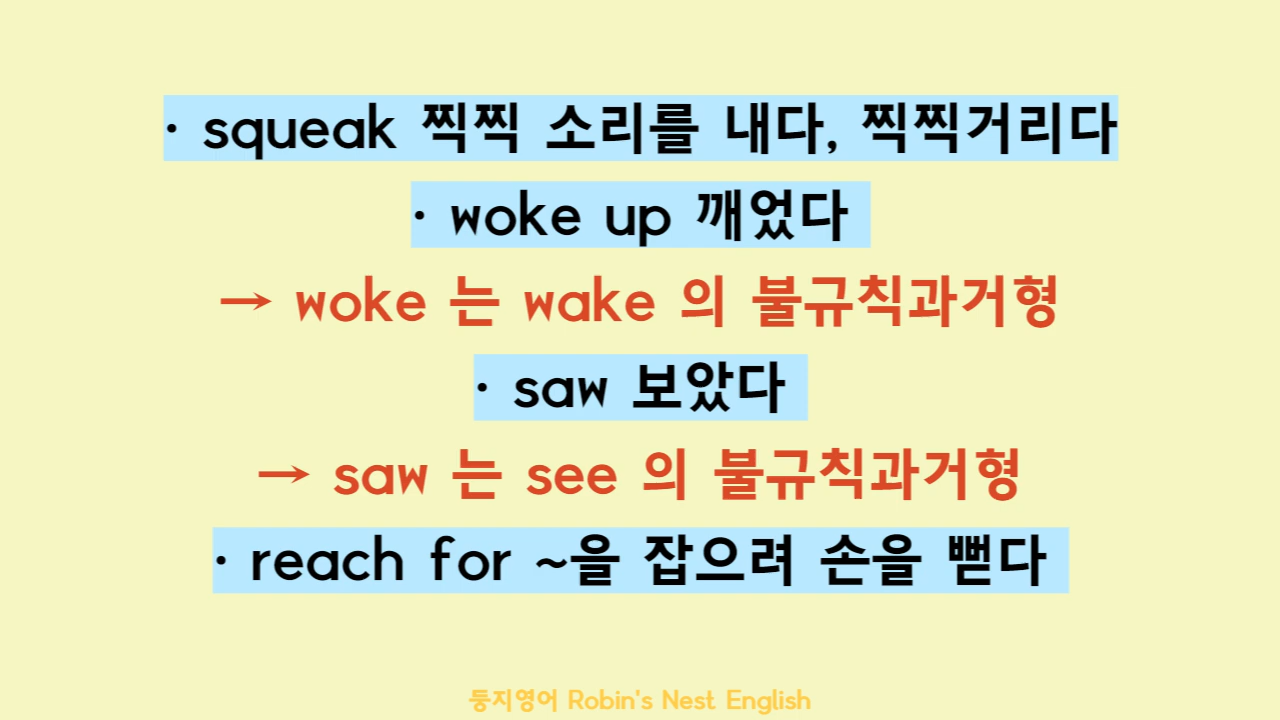 · squeak 찍찍 소리를 내다, 찍찍거리다
· woke up 깨었다
→ woke 는 wake 의 불규칙과거형
· saw 보았다
→ saw 는 see 의 불규칙과거형
· reach for ~을 잡으려 손을 뻗다
둥지영어 Robin's Nest English